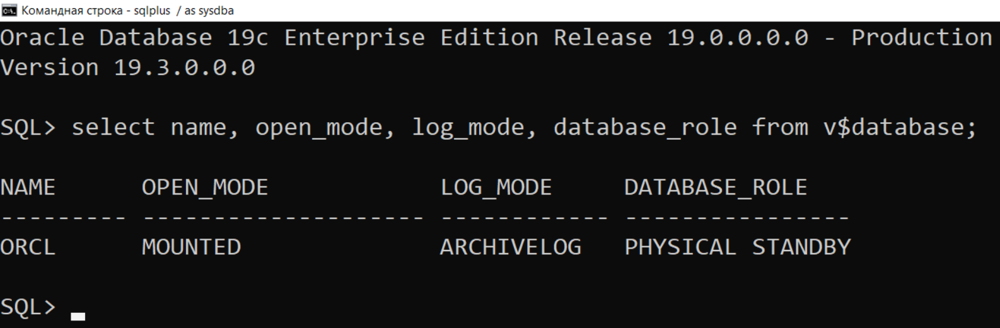 Командная строка - sqlplus  / as sysdba
Oracle Database 19c Enterprise Edition Release 19.0.0.0.0 - Production
Version 19.3.0.0.0
SQL> select name, open_mode, log_mode, database_role from v$database;
NAME      OPEN_MODE            LOG_MODE     DATABASE_ROLE
--------- -------------------- ------------ ----------------
ORCL      MOUNTED              ARCHIVELOG   PHYSICAL STANDBY
SQL>